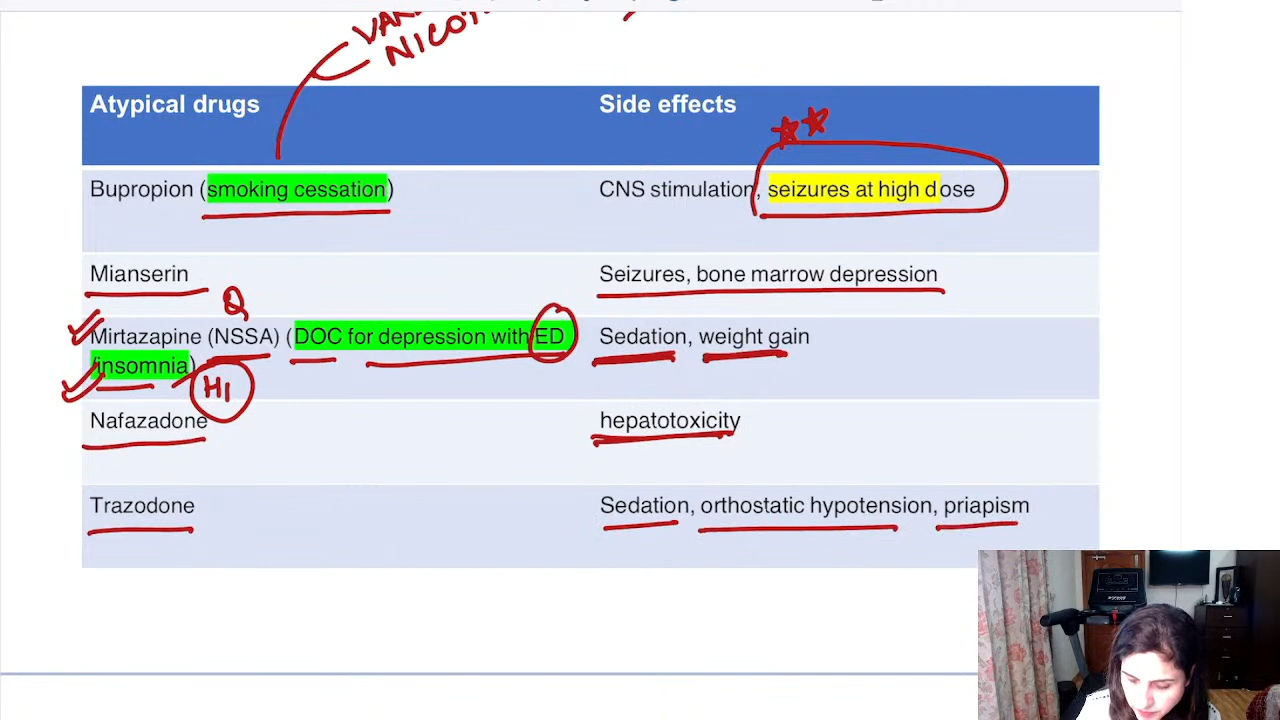 NICOT
Atypical drugs
Side effects
Bupropion (smoking cessation)
CNS stimulation, seizures at high dose
Mianserin
Seizures, bone marrow depression
Q
Mirtazapine (NSSA) (DOC for depression with ED
/insomnia)
Sedation, weight gain
H1
Nafazadone
hepatotoxicity
Trazodone
Sedation, orthostatic hypotension, priapism